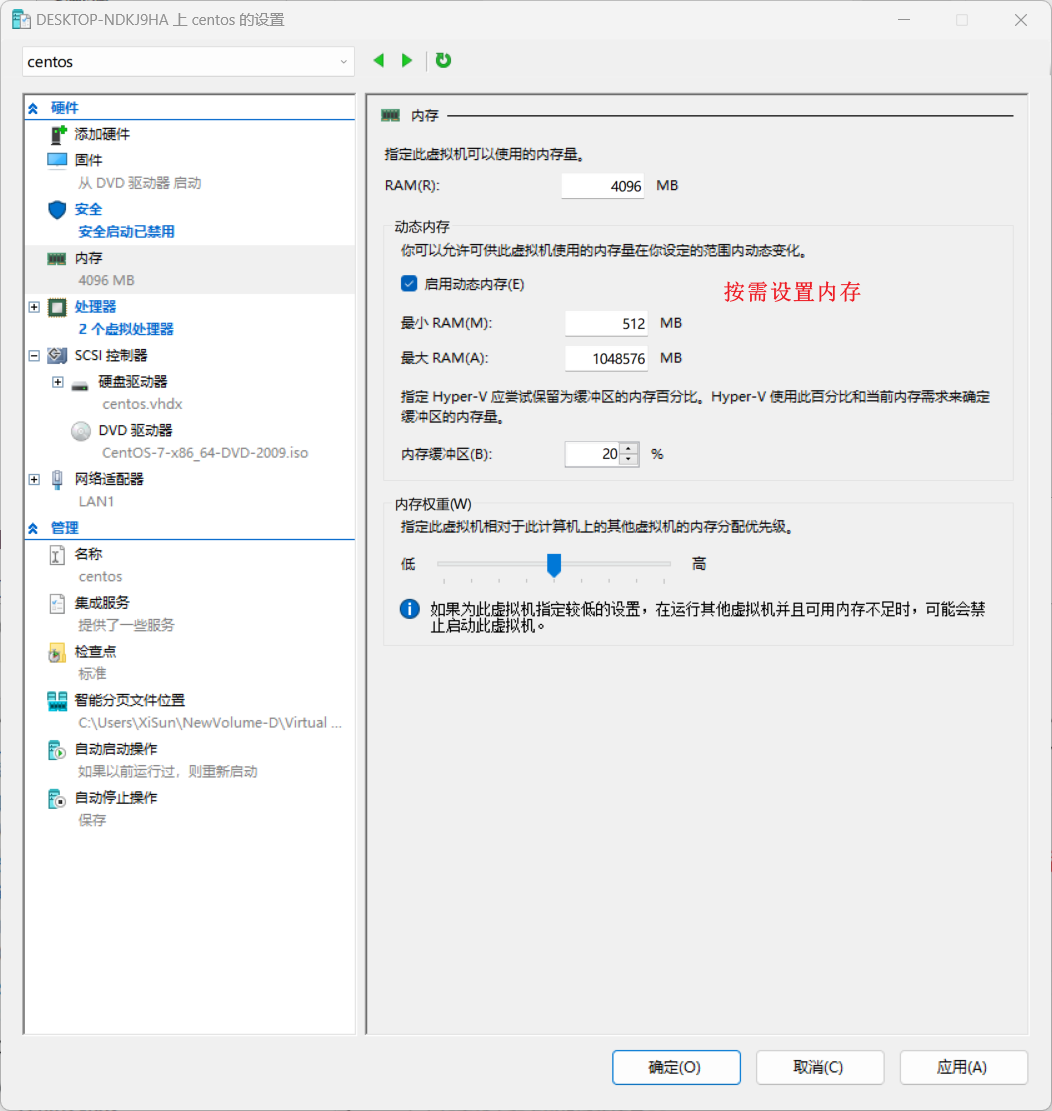 DESKTOP-NDKJ9HA 上 centos 的设置
centos
硬件
添加硬件
固件
从 DVD 驱动器 启动
安全
安全启动已禁用
内存
4096 MB
处理器
2 个虚拟处理器
SCSI 控制器
硬盘驱动器
centos.vhdx
DVD 驱动器
CentOS-7-x86_64-DVD-2009.iso
网络适配器
LAN1
管理
名称
centos
集成服务
提供了一些服务
检查点
标准
智能分页文件位置
C:\Users\XiSun\NewVolume-D\Virtual ...
自动启动操作
如果以前运行过，则重新启动
自动停止操作
保存
内存
指定此虚拟机可以使用的内存量。
RAM(R): 4096 MB
动态内存
你可以允许可供此虚拟机使用的内存量在你设定的范围内动态变化。
启用动态内存(E)
按需设置内存
最小 RAM(M): 512 MB
最大 RAM(A): 1048576 MB
指定 Hyper-V 应尝试保留为缓冲区的内存百分比。Hyper-V 使用此百分比和当前内存需求来确定
缓冲区的内存量。
内存缓冲区(B): 20 %
内存权重(W)
指定此虚拟机相对于此计算机上的其他虚拟机的内存分配优先级。
低 高
如果为此虚拟机指定较低的设置，在运行其他虚拟机并且可用内存不足时，可能会禁
止启动此虚拟机。
确定(O) 取消(C) 应用(A)